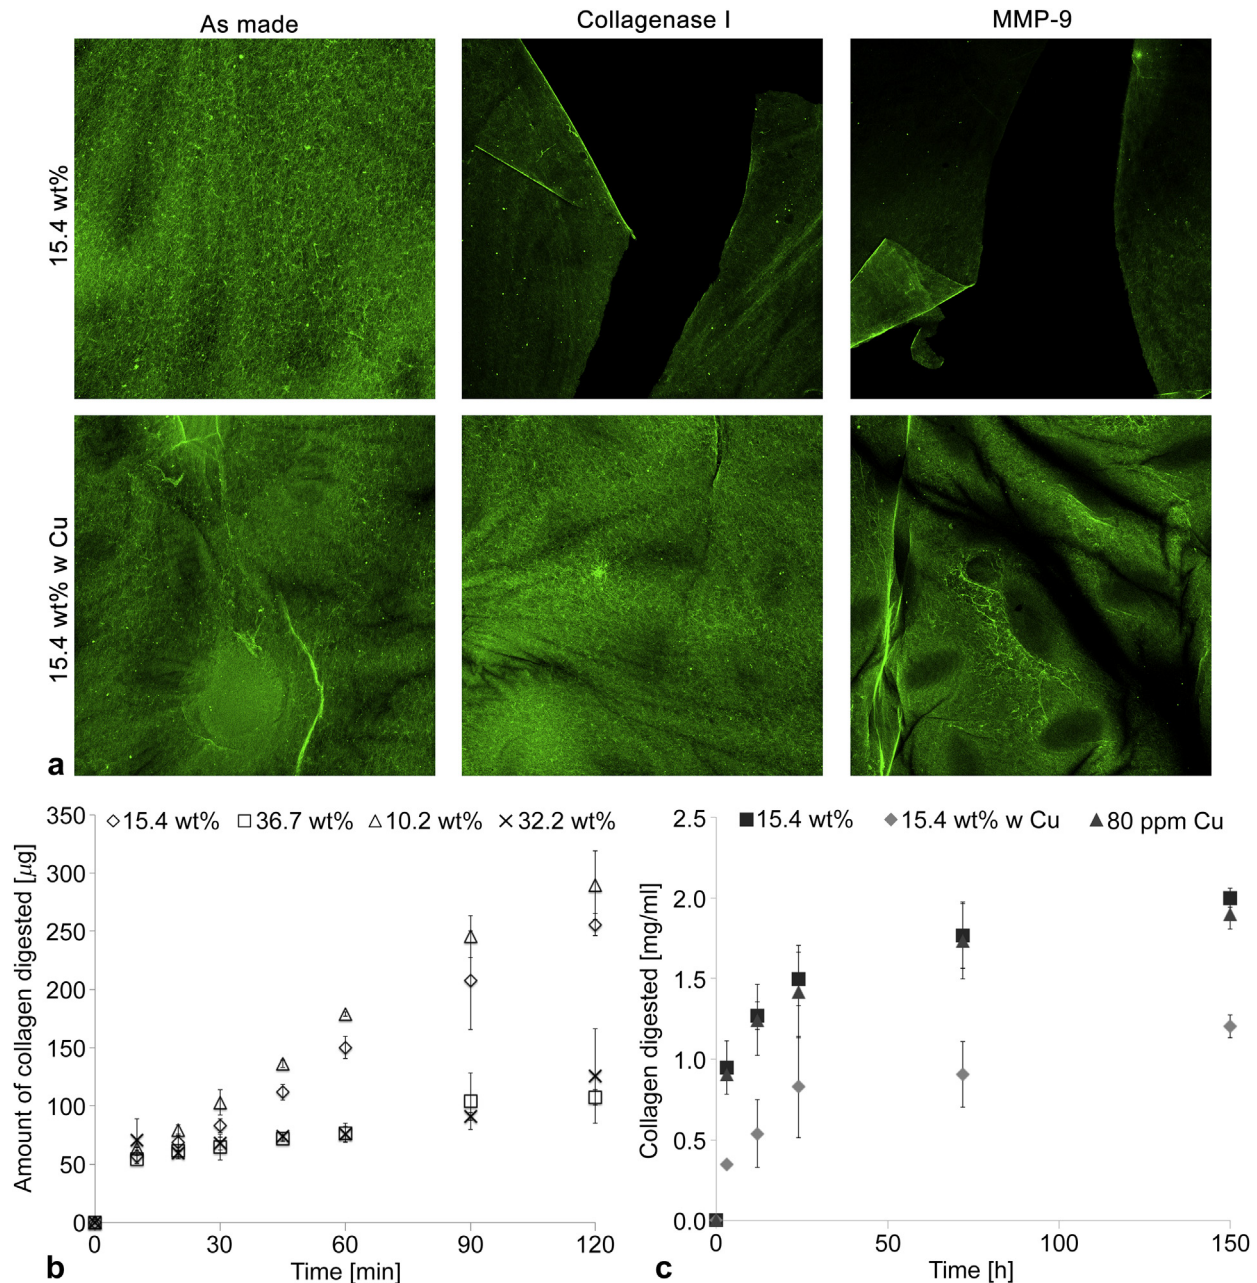 As made
Collagenase I
MMP-9
15.4 wt%
15.4 wt% w Cu
a
350
300
250
200
150
100
50
0
Amount of collagen digested [µg]
◇15.4 wt% □36.7 wt% △10.2 wt% ×32.2 wt%
0 30 60 90 120
Time [min]
b
2.5
2.0
1.5
1.0
0.5
0.0
Collagen digested [mg/ml]
■15.4 wt% ◆15.4 wt% w Cu ▲80 ppm Cu
0 50 100 150
Time [h]
c